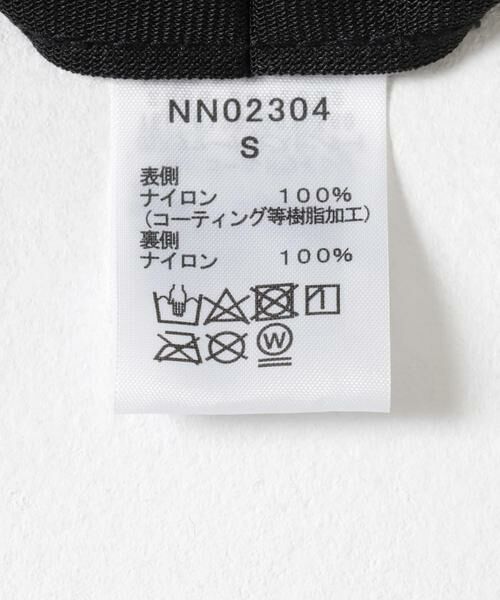 NN02304
S
表側
ナイロン　100%
(コーティング等樹脂加工)
裏側
ナイロン　100%
W